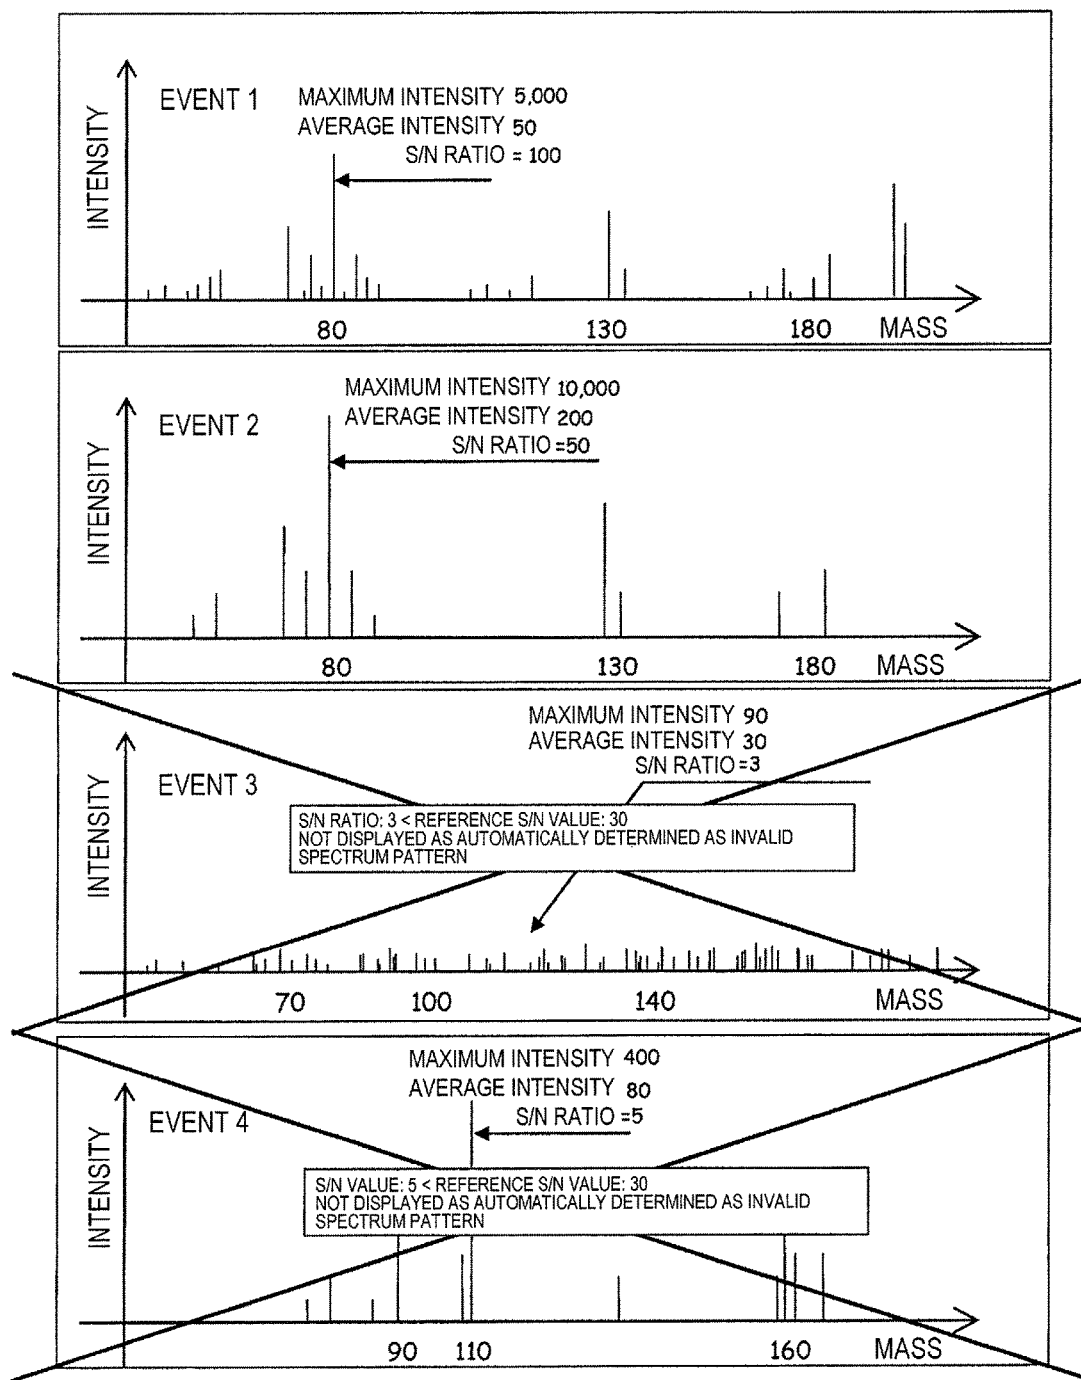 EVENT 1
MAXIMUM INTENSITY 5,000
AVERAGE INTENSITY 50
S/N RATIO = 100
INTENSITY
80 130 180 MASS
MAXIMUM INTENSITY 10,000
EVENT 2
AVERAGE INTENSITY 200
S/N RATIO =50
INTENSITY
80 130 180 MASS
MAXIMUM INTENSITY 90
AVERAGE INTENSITY 30
S/N RATIO =3
EVENT 3
INTENSITY
S/N RATIO: 3 < REFERENCE S/N VALUE: 30
NOT DISPLAYED AS AUTOMATICALLY DETERMINED AS INVALID
SPECTRUM PATTERN
70 100 140 MASS
MAXIMUM INTENSITY 400
AVERAGE INTENSITY 80
S/N RATIO =5
EVENT 4
INTENSITY
S/N VALUE: 5 < REFERENCE S/N VALUE: 30
NOT DISPLAYED AS AUTOMATICALLY DETERMINED AS INVALID
SPECTRUM PATTERN
90 110 160 MASS